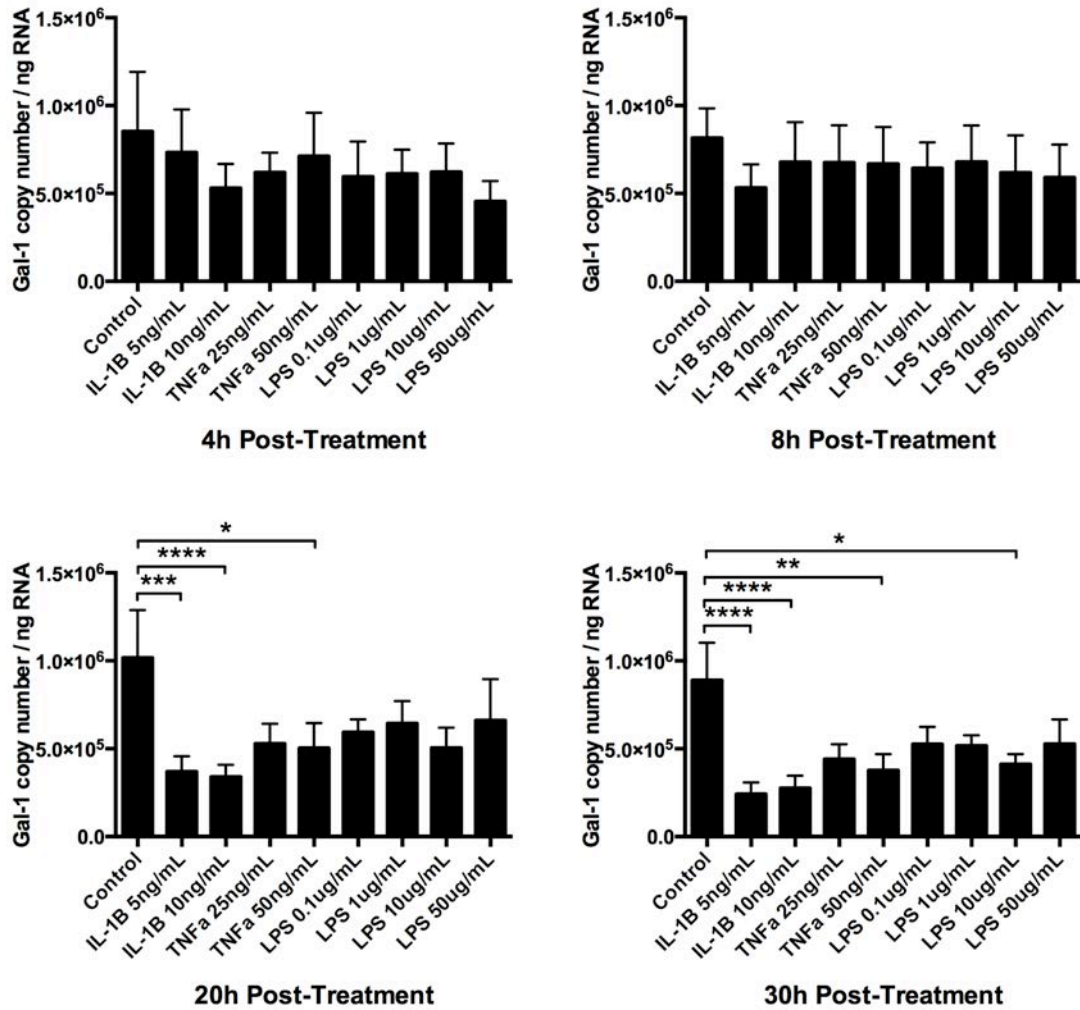 Gal-1 copy number / ng RNA
1.5×10⁶
1.0×10⁶
5.0×10⁵
0.0
Control
IL-1B 5ng/mL
IL-1B 10ng/mL
TNFa 25ng/mL
TNFa 50ng/mL
LPS 0.1ug/mL
LPS 1ug/mL
LPS 10ug/mL
LPS 50ug/mL
4h Post-Treatment
Gal-1 copy number / ng RNA
1.5×10⁶
1.0×10⁶
5.0×10⁵
0.0
Control
IL-1B 5ng/mL
IL-1B 10ng/mL
TNFa 25ng/mL
TNFa 50ng/mL
LPS 0.1ug/mL
LPS 1ug/mL
LPS 10ug/mL
LPS 50ug/mL
8h Post-Treatment
*
****
***
Gal-1 copy number / ng RNA
1.5×10⁶
1.0×10⁶
5.0×10⁵
0.0
Control
IL-1B 5ng/mL
IL-1B 10ng/mL
TNFa 25ng/mL
TNFa 50ng/mL
LPS 0.1ug/mL
LPS 1ug/mL
LPS 10ug/mL
LPS 50ug/mL
20h Post-Treatment
*
**
****
****
Gal-1 copy number / ng RNA
1.5×10⁶
1.0×10⁶
5.0×10⁵
0.0
Control
IL-1B 5ng/mL
IL-1B 10ng/mL
TNFa 25ng/mL
TNFa 50ng/mL
LPS 0.1ug/mL
LPS 1ug/mL
LPS 10ug/mL
LPS 50ug/mL
30h Post-Treatment